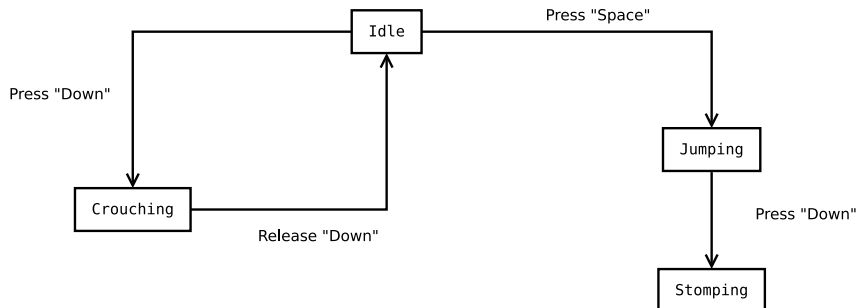 Idle
Press "Space"
Press "Down"
Jumping
Crouching
Press "Down"
Release "Down"
Stomping